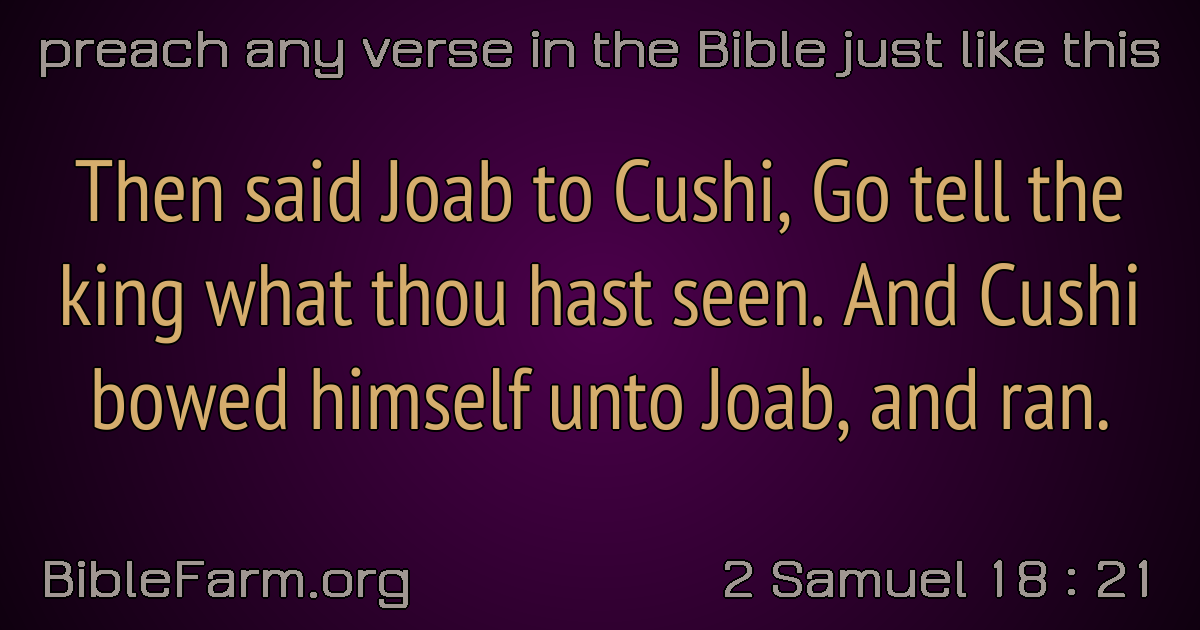 preach any verse in the Bible just like this
Then said Joab to Cushi, Go tell the
king what thou hast seen. And Cushi
bowed himself unto Joab, and ran.
BibleFarm.org
2 Samuel 18 : 21